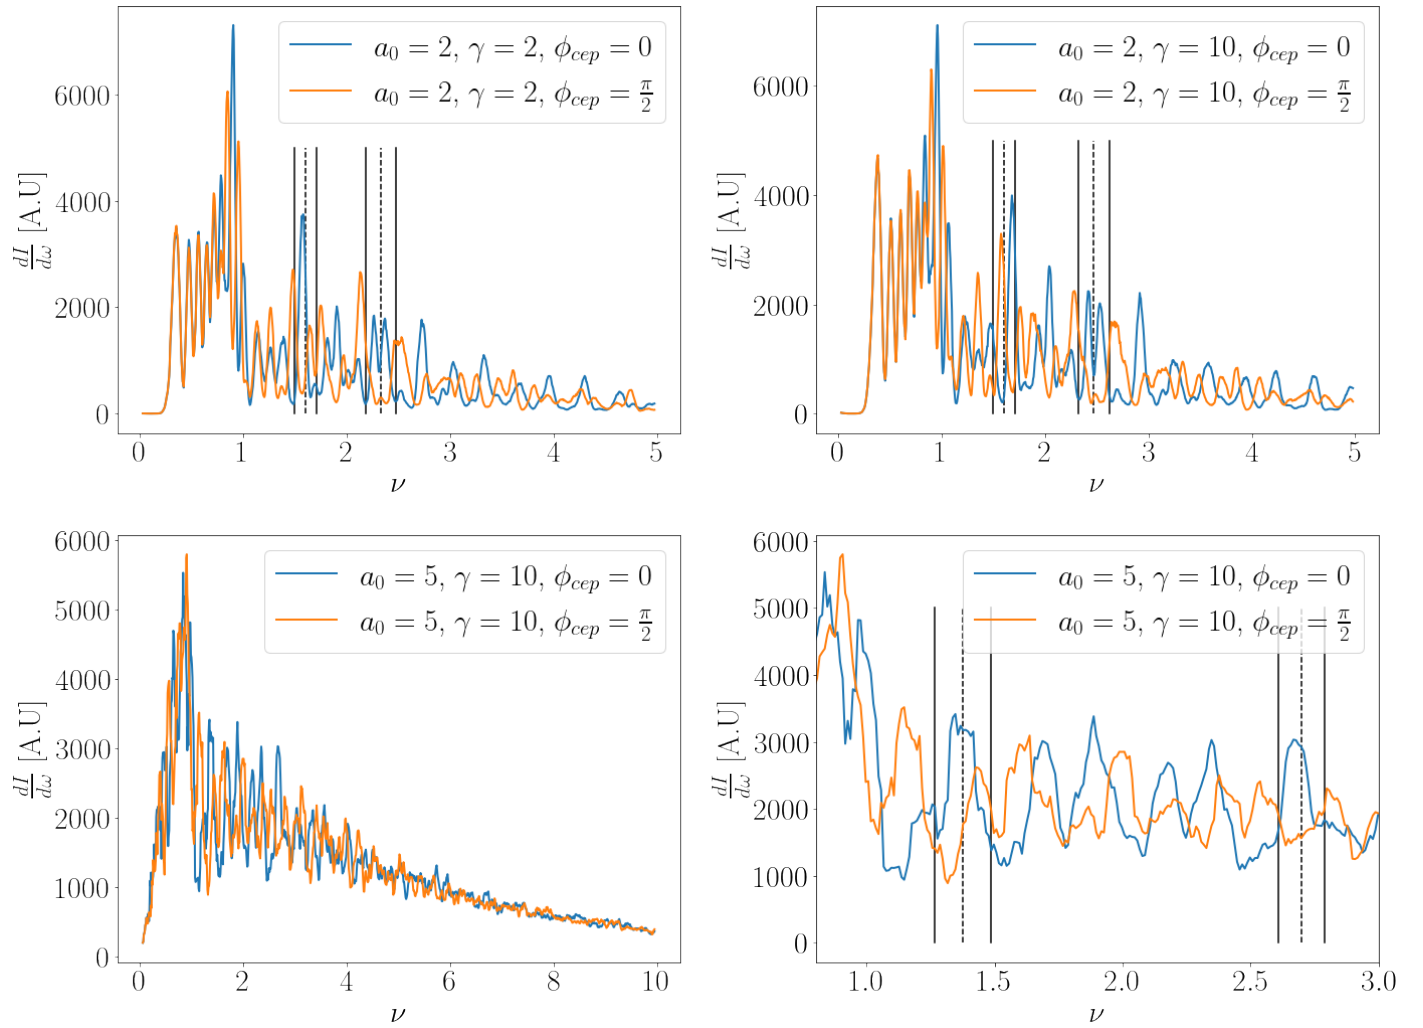 a₀ = 2, γ = 2, ϕ_cep = 0
a₀ = 2, γ = 2, ϕ_cep = π/2
dI/dω [A.U]
6000
4000
2000
0
0 1 2 3 4 5
ν
a₀ = 2, γ = 10, ϕ_cep = 0
a₀ = 2, γ = 10, ϕ_cep = π/2
dI/dω [A.U]
6000
4000
2000
0
0 1 2 3 4 5
ν
a₀ = 5, γ = 10, ϕ_cep = 0
a₀ = 5, γ = 10, ϕ_cep = π/2
dI/dω [A.U]
6000
5000
4000
3000
2000
1000
0
0 2 4 6 8 10
ν
a₀ = 5, γ = 10, ϕ_cep = 0
a₀ = 5, γ = 10, ϕ_cep = π/2
dI/dω [A.U]
6000
5000
4000
3000
2000
1000
0
1.0 1.5 2.0 2.5 3.0
ν